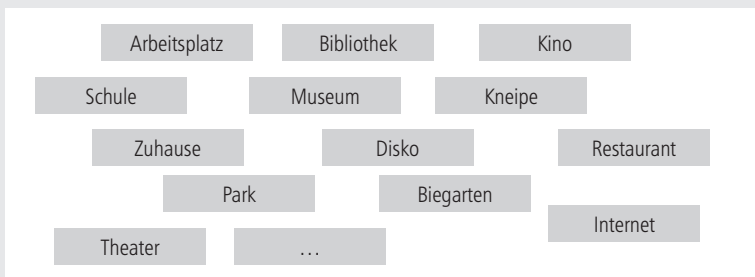 Arbeitsplatz Bibliothek Kino
Schule Museum Kneipe
Zuhause Disko Restaurant
Park Biegarten
Internet
Theater …